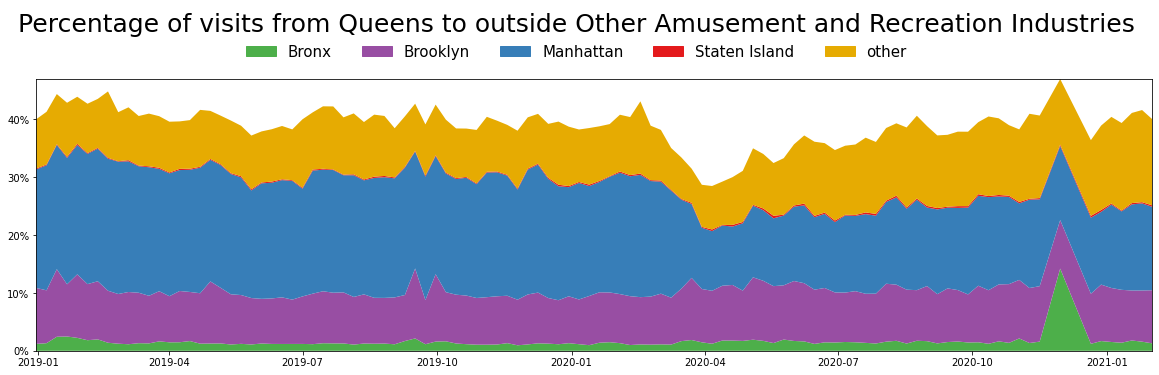 Percentage of visits from Queens to outside Other Amusement and Recreation Industries
Bronx Brooklyn Manhattan Staten Island other
40%
30%
20%
10%
0%
2019-01 2019-04 2019-07 2019-10 2020-01 2020-04 2020-07 2020-10 2021-01